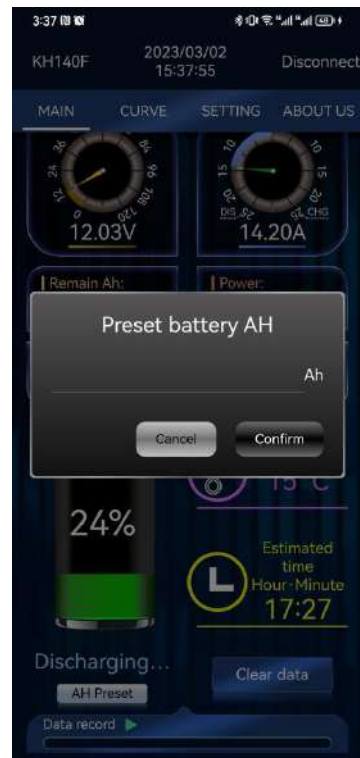 3:37
KH140F
2023/03/02
15:37:55
Disconnect
MAIN CURVE SETTING ABOUT US
12.03V
14.20A
Remain Ah:
Power:
Preset battery AH
Ah
Cancel
Confirm
15 °C
24%
Estimated
time
Hour-Minute
17:27
Discharging...
AH Preset
Clear data
Data record